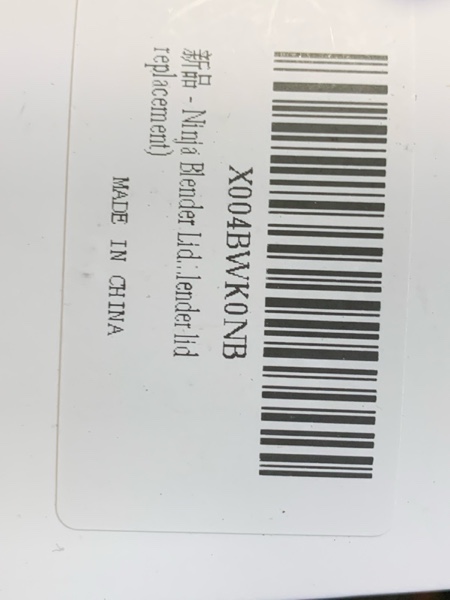 X004BWK0NB
新品 - Ninja Blender Lid...lender lid
replacement)
MADE IN CHINA